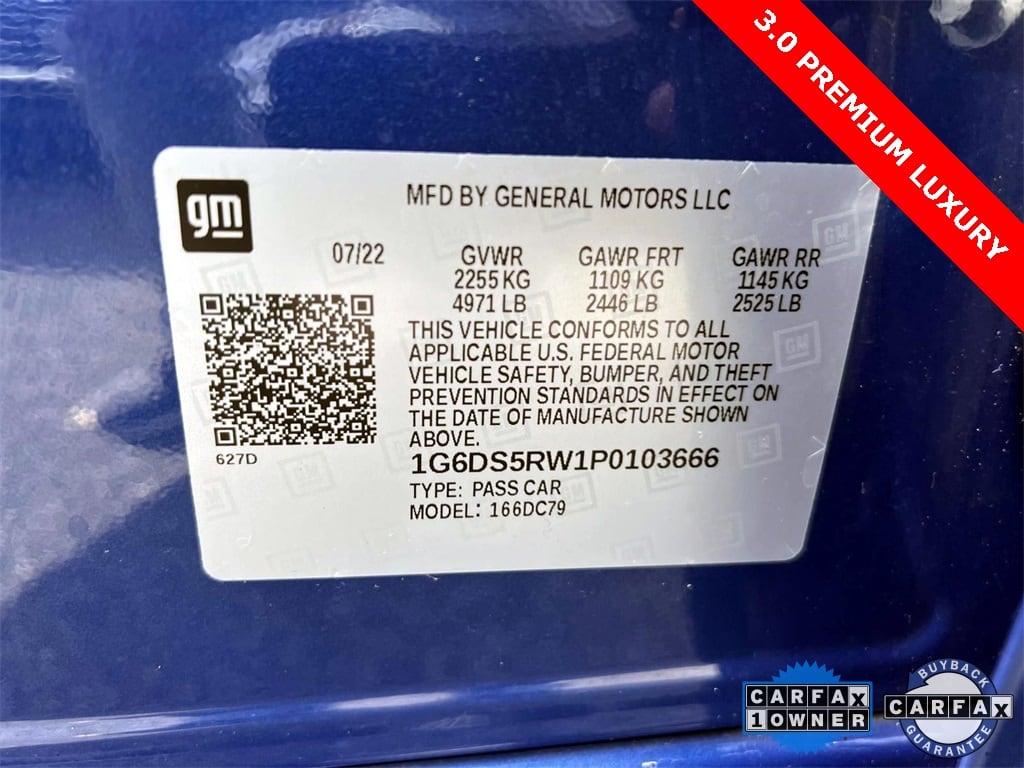 3.0 PREMIUM LUXURY
gm
MFD BY GENERAL MOTORS LLC
07/22 GVWR GAWR FRT GAWR RR
2255 KG 1109 KG 1145 KG
4971 LB 2446 LB 2525 LB
THIS VEHICLE CONFORMS TO ALL
APPLICABLE U.S. FEDERAL MOTOR
VEHICLE SAFETY, BUMPER, AND THEFT
PREVENTION STANDARDS IN EFFECT ON
THE DATE OF MANUFACTURE SHOWN
ABOVE.
627D
1G6DS5RW1P0103666
TYPE: PASS CAR
MODEL: 166DC79
CARFAX
1 OWNER
BUYBACK
CARFAX
GUARANTEE